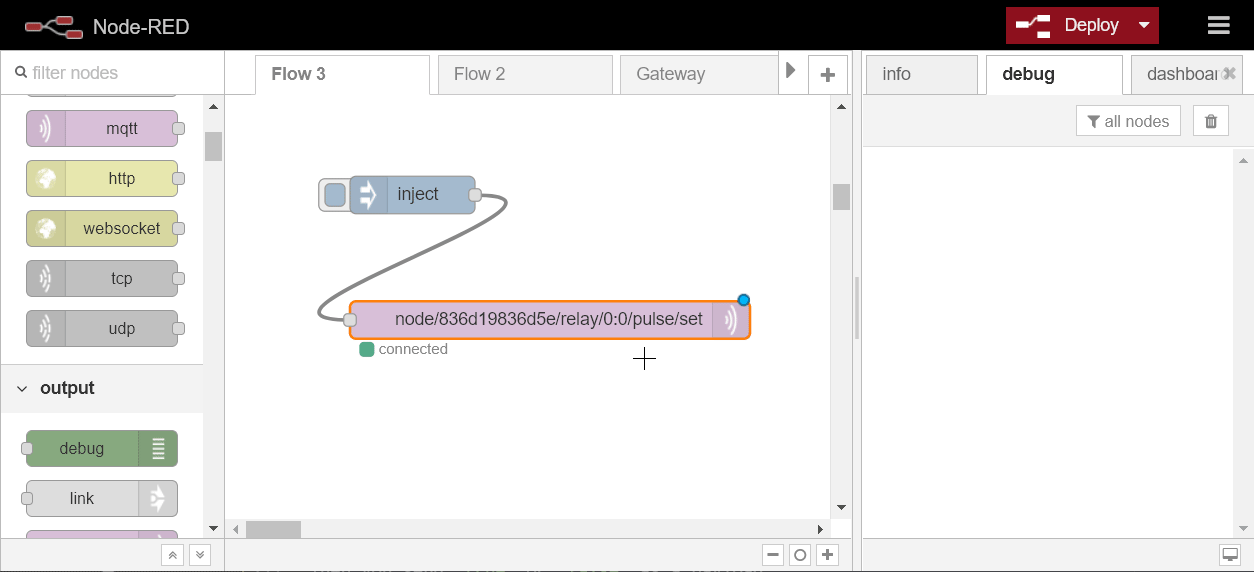 Node-RED
Deploy
filter nodes
Flow 3
Flow 2
Gateway
info
debug
dashboar
all nodes
mqtt
http
websocket
tcp
udp
output
debug
link
inject
node/836d19836d5e/relay/0:0/pulse/set
connected